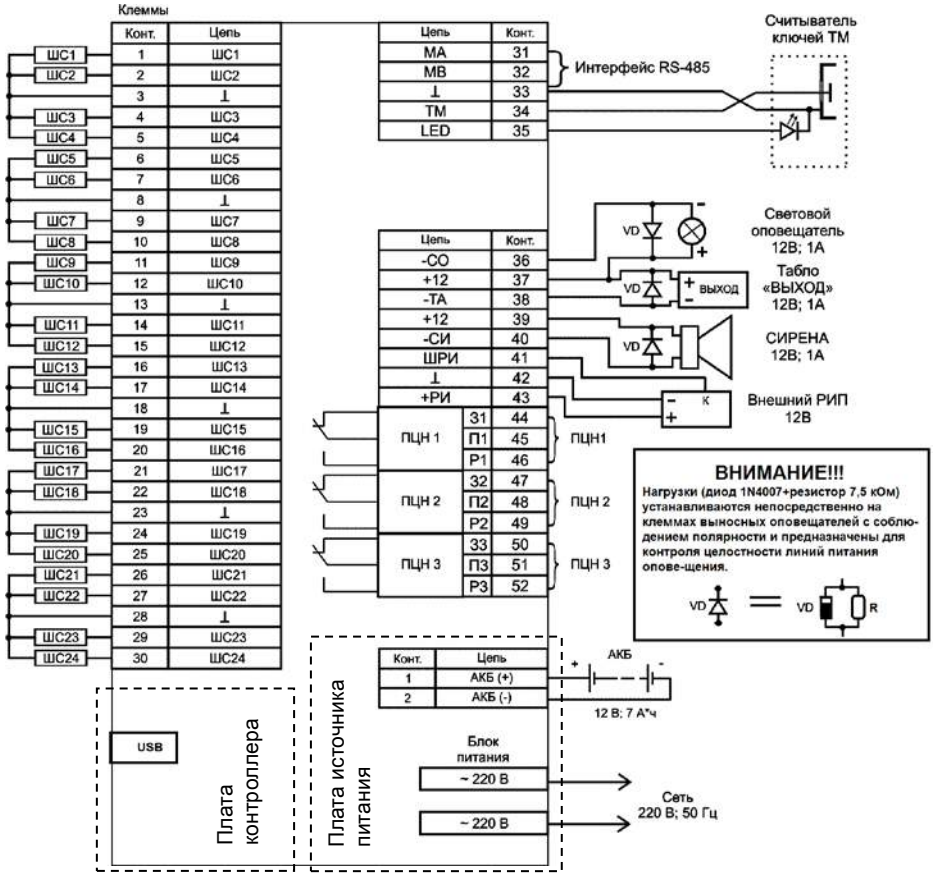 Клеммы
Конт. Цепь
ШС1 1 ШС1
ШС2 2 ШС2
3 ⊥
ШС3 4 ШС3
ШС4 5 ШС4
ШС5 6 ШС5
ШС6 7 ШС6
8 ⊥
ШС7 9 ШС7
ШС8 10 ШС8
ШС9 11 ШС9
ШС10 12 ШС10
13 ⊥
ШС11 14 ШС11
ШС12 15 ШС12
ШС13 16 ШС13
ШС14 17 ШС14
18 ⊥
ШС15 19 ШС15
ШС16 20 ШС16
ШС17 21 ШС17
ШС18 22 ШС18
23 ⊥
ШС19 24 ШС19
ШС20 25 ШС20
ШС21 26 ШС21
ШС22 27 ШС22
28 ⊥
ШС23 29 ШС23
ШС24 30 ШС24
USB
Плата
контроллера
Цепь Конт.
МА 31
МВ 32
⊥ 33
ТМ 34
LED 35
Интерфейс RS-485
Считыватель
ключей ТМ
Цепь Конт.
-СО 36
+12 37
-ТА 38
+12 39
-СИ 40
ШРИ 41
⊥ 42
+РИ 43
ПЦН 1
З1 44
П1 45
Р1 46
ПЦН1
ПЦН 2
З2 47
П2 48
Р2 49
ПЦН 2
ПЦН 3
З3 50
П3 51
Р3 52
ПЦН 3
VD
-
+
Световой
оповещатель
12В; 1А
VD
+ ВЫХОД
-
Табло
«ВЫХОД»
12В; 1А
VD
СИРЕНА
12В; 1А
- К
+
Внешний РИП
12В
ВНИМАНИЕ!!!
Нагрузки (диод 1N4007+резистор 7,5 кОм)
устанавливаются непосредственно на
клеммах выносных оповещателей с соблю-
дением полярности и предназначены для
контроля целостности линий питания
опове-щения.
VD = VD R
Плата источника
питания
Конт. Цепь
1 АКБ (+)
2 АКБ (-)
+ АКБ -
12 В; 7 А*ч
Блок
питания
~ 220 В
~ 220 В
Сеть
220 В; 50 Гц